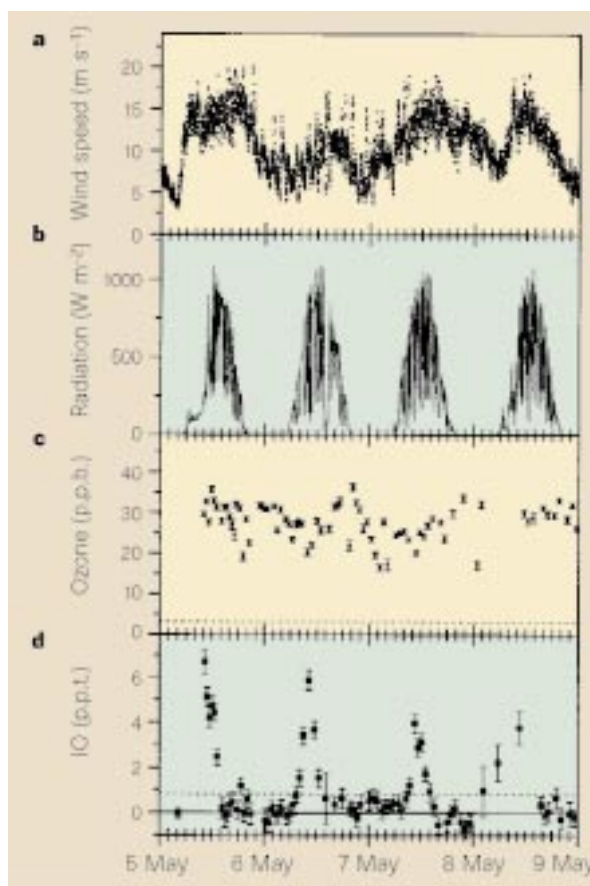 a
Wind speed (m s⁻¹)
20
15
10
5
0
b
Radiation (W m⁻²)
1000
500
0
c
Ozone (p.p.b.)
40
30
20
10
0
d
IO (p.p.t.)
6
4
2
0
5 May 6 May 7 May 8 May 9 May